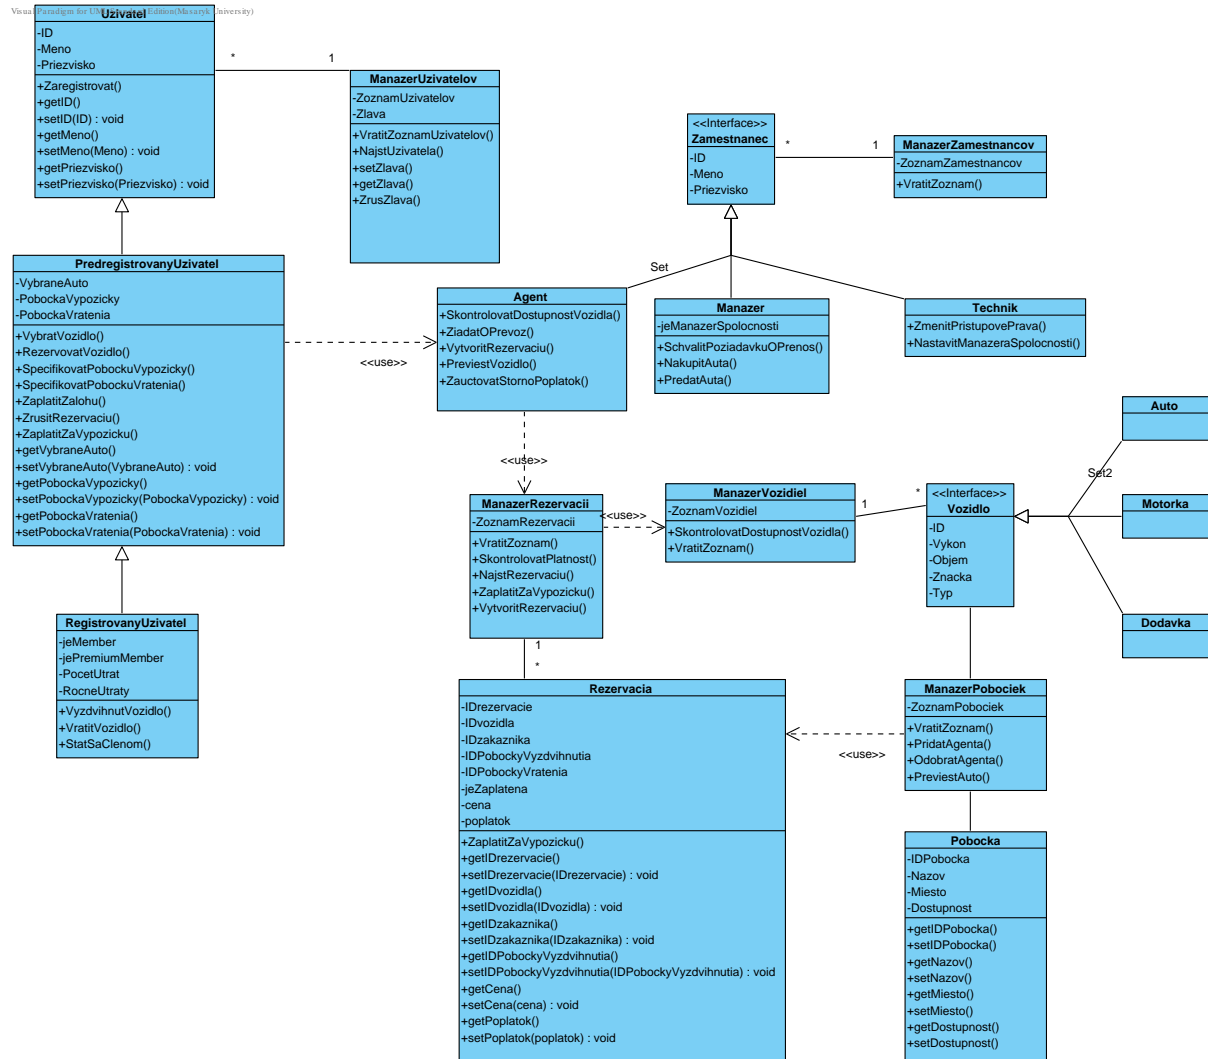 Visual Paradigm for UML Standard Edition(Masaryk University)
Uzivatel
-ID
-Meno
-Priezvisko
+Zaregistrovat()
+getID()
+setID(ID) : void
+getMeno()
+setMeno(Meno) : void
+getPriezvisko()
+setPriezvisko(Priezvisko) : void
*
1
ManazerUzivatelov
-ZoznamUzivatelov
-Zlava
+VratitZoznamUzivatelov()
+NajstUzivatela()
+setZlava()
+getZlava()
+ZrusZlava()
<<Interface>>
Zamestnanec
-ID
-Meno
-Priezvisko
*
1
ManazerZamestnancov
-ZoznamZamestnancov
+VratitZoznam()
PredregistrovanyUzivatel
-VybraneAuto
-PobockaVypozicky
-PobockaVratenia
+VybratVozidlo()
+RezervovatVozidlo()
+SpecifikovatPobockuVypozicky()
+SpecifikovatPobockuVratenia()
+ZaplatitZalohu()
+ZrusitRezervaciu()
+ZaplatitZaVypozicku()
+getVybraneAuto()
+setVybraneAuto(VybraneAuto) : void
+getPobockaVypozicky()
+setPobockaVypozicky(PobockaVypozicky) : void
+getPobockaVratenia()
+setPobockaVratenia(PobockaVratenia) : void
<<use>>
Set
Agent
+SkontrolovatDostupnostVozidla()
+ZiadatOPrevoz()
+VytvoritRezervaciu()
+PreviestVozidlo()
+ZauctovatStornoPoplatok()
Manazer
-jeManazerSpolocnosti
+SchvalitPoziadavkuOPrenos()
+NakupitAuta()
+PredatAuta()
Technik
+ZmenitPristupovePrava()
+NastavitManazeraSpolocnosti()
<<use>>
ManazerRezervacii
-ZoznamRezervacii
+VratitZoznam()
+SkontrolovatPlatnost()
+NajstRezervaciu()
+ZaplatitZaVypozicku()
+VytvoritRezervaciu()
<<use>>
ManazerVozidiel
-ZoznamVozidiel
+SkontrolovatDostupnostVozidla()
+VratitZoznam()
1
*
<<Interface>>
Vozidlo
-ID
-Vykon
-Objem
-Znacka
-Typ
Set2
Auto
Motorka
Dodavka
RegistrovanyUzivatel
-jeMember
-jePremiumMember
-PocetUtrat
-RocneUtraty
+VyzdvihnutVozidlo()
+VratitVozidlo()
+StatSaClenom()
1
*
Rezervacia
-IDrezervacie
-IDvozidla
-IDzakaznika
-IDPobockyVyzdvihnutia
-IDPobockyVratenia
-jeZaplatena
-cena
-poplatok
+ZaplatitZaVypozicku()
+getIDrezervacie()
+setIDrezervacie(IDrezervacie) : void
+getIDvozidla()
+setIDvozidla(IDvozidla) : void
+getIDzakaznika()
+setIDzakaznika(IDzakaznika) : void
+getIDPobockyVyzdvihnutia()
+setIDPobockyVyzdvihnutia(IDPobockyVyzdvihnutia) : void
+getCena()
+setCena(cena) : void
+getPoplatok()
+setPoplatok(poplatok) : void
<<use>>
ManazerPobociek
-ZoznamPobociek
+VratitZoznam()
+PridatAgenta()
+OdobratAgenta()
+PreviestAuto()
Pobocka
-IDPobocka
-Nazov
-Miesto
-Dostupnost
+getIDPobocka()
+setIDPobocka()
+getNazov()
+setNazov()
+getMiesto()
+setMiesto()
+getDostupnost()
+setDostupnost()